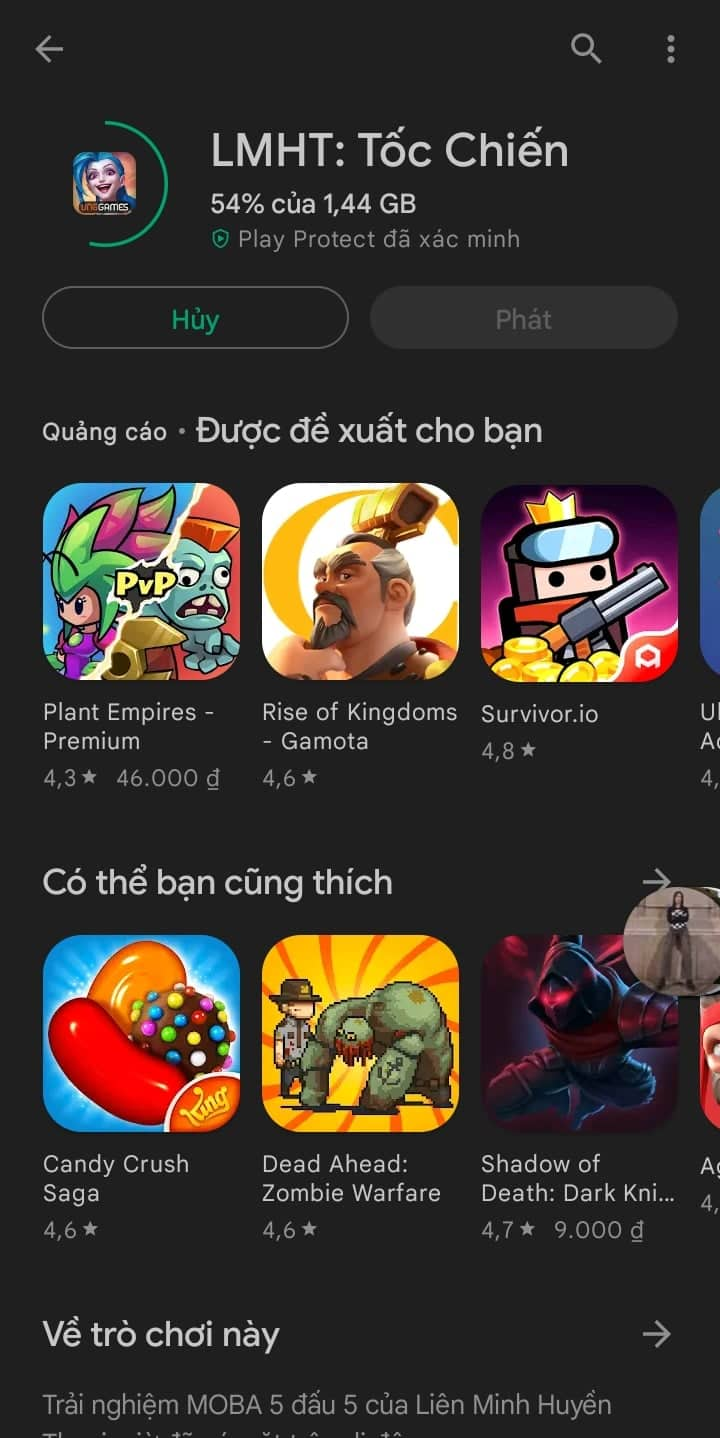 LMHT: Tốc Chiến
54% của 1,44 GB
Play Protect đã xác minh
VNGGAMES
Hủy
Phát
Quảng cáo • Được đề xuất cho bạn
PvP
Plant Empires -
Premium
4,3★ 46.000 ₫
Rise of Kingdoms
- Gamota
4,6★
Survivor.io
4,8★
4,
Có thể bạn cũng thích
King
Candy Crush
Saga
4,6★
Dead Ahead:
Zombie Warfare
4,6★
Shadow of
Death: Dark Kni...
4,7★ 9.000 ₫
4,
Về trò chơi này
Trải nghiệm MOBA 5 đấu 5 của Liên Minh Huyền